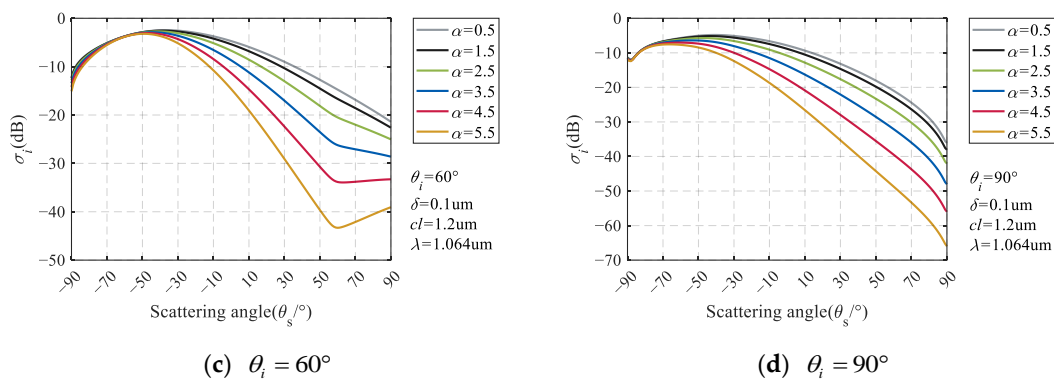 0
−10
−20
−30
−40
−50
σi(dB)
−90
−70
−50
−30
−10
10
30
50
70
90
Scattering angle(θs/°)
α=0.5
α=1.5
α=2.5
α=3.5
α=4.5
α=5.5
θi=60°
δ=0.1um
cl=1.2um
λ=1.064um
(c) θi = 60°
0
−10
−20
−30
−40
−50
−60
−70
σi(dB)
−90
−70
−50
−30
−10
10
30
50
70
90
Scattering angle(θs/°)
α=0.5
α=1.5
α=2.5
α=3.5
α=4.5
α=5.5
θi=90°
δ=0.1um
cl=1.2um
λ=1.064um
(d) θi = 90°